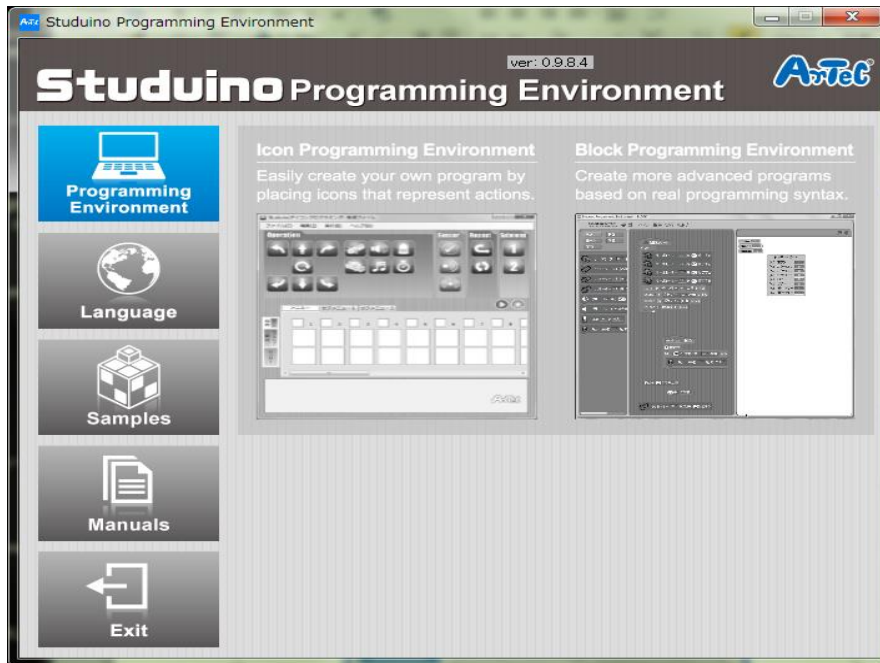 Studuino Programming Environment
ver: 0.9.8.4
Studuino Programming Environment
ArTeC
Programming
Environment
Language
Samples
Manuals
Exit
Icon Programming Environment
Easily create your own program by
placing icons that represent actions.
Block Programming Environment
Create more advanced programs
based on real programming syntax.